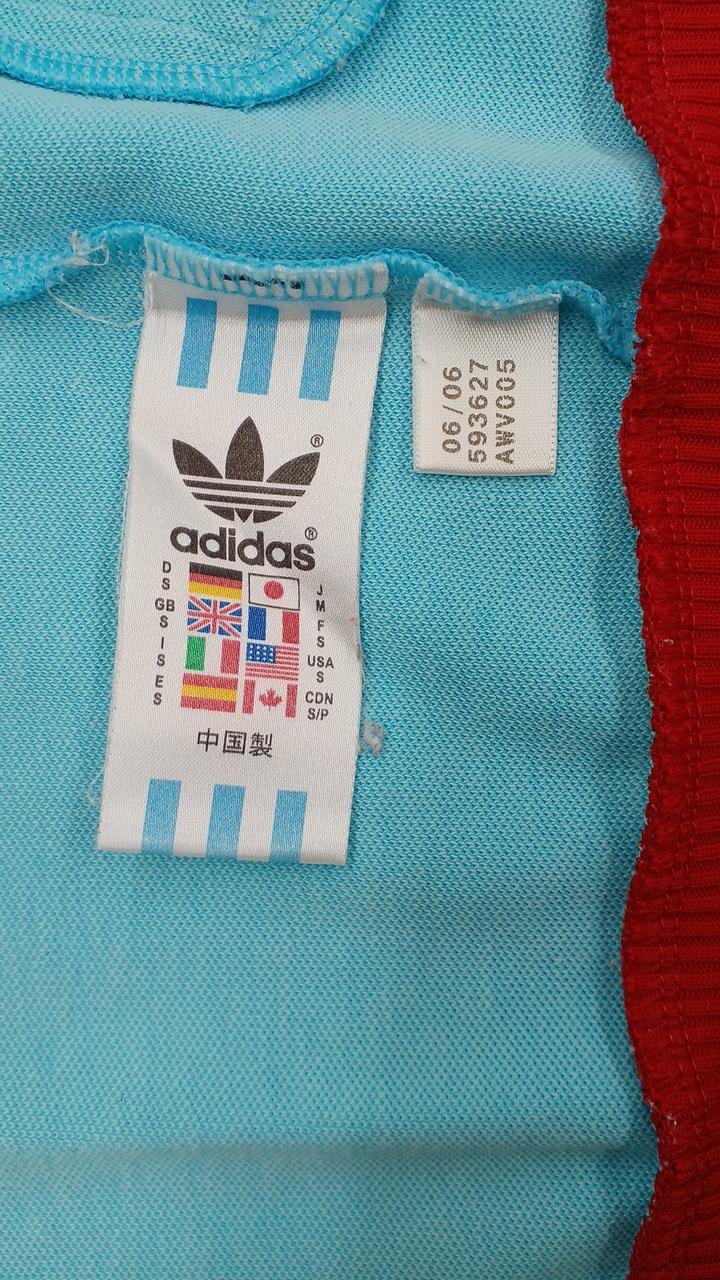 ®
adidas®
D
S
GB
S
I
S
E
S
J
M
F
S
USA
S
CDN
S/P
中国製
06/06
593627
AWV005